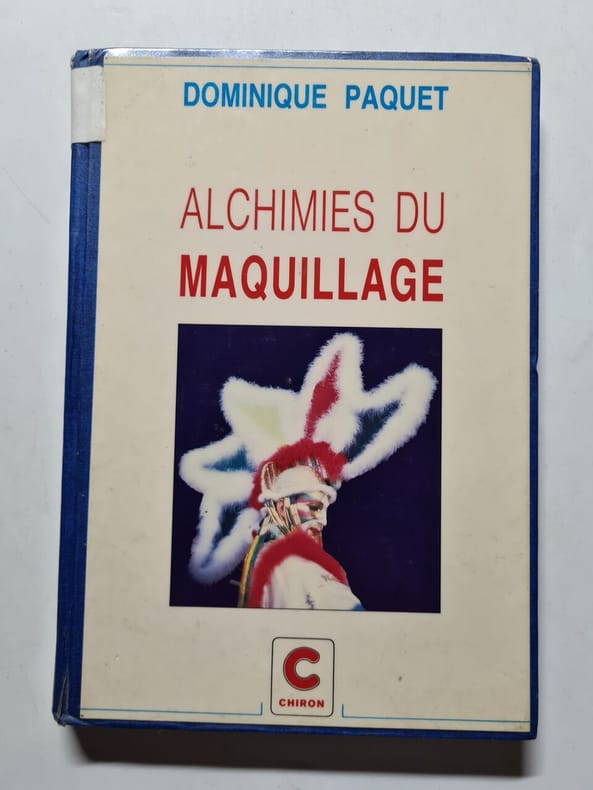 DOMINIQUE PAQUET
ALCHIMIES DU
MAQUILLAGE
C
CHIRON